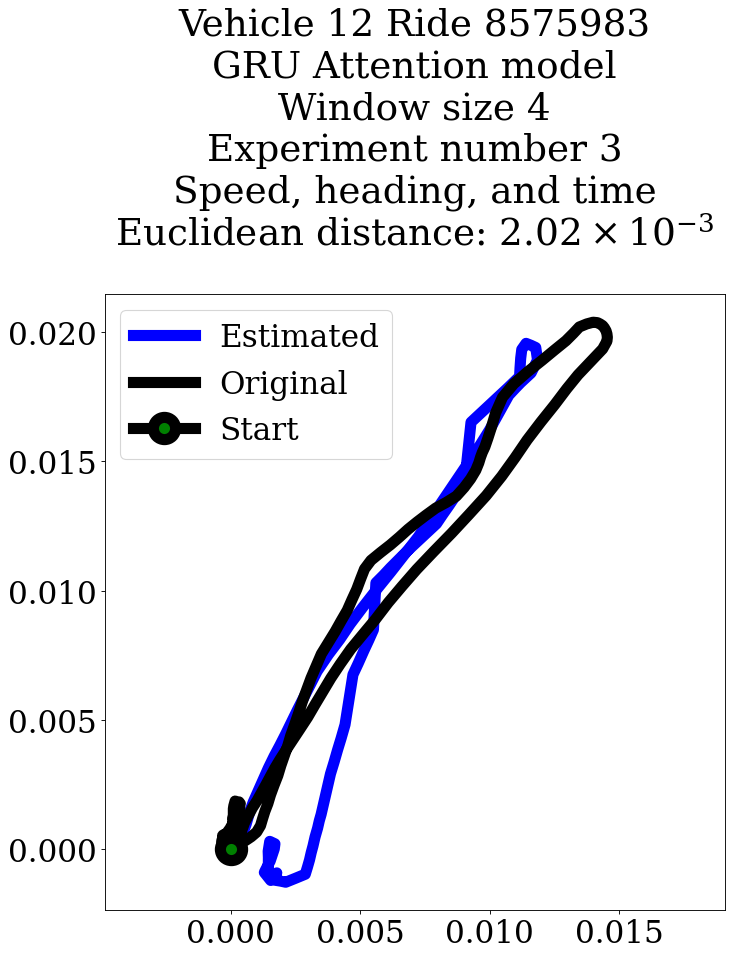 Vehicle 12 Ride 8575983
GRU Attention model
Window size 4
Experiment number 3
Speed, heading, and time
Euclidean distance: 2.02 × 10⁻³
Estimated
Original
Start
0.020
0.015
0.010
0.005
0.000
0.000 0.005 0.010 0.015